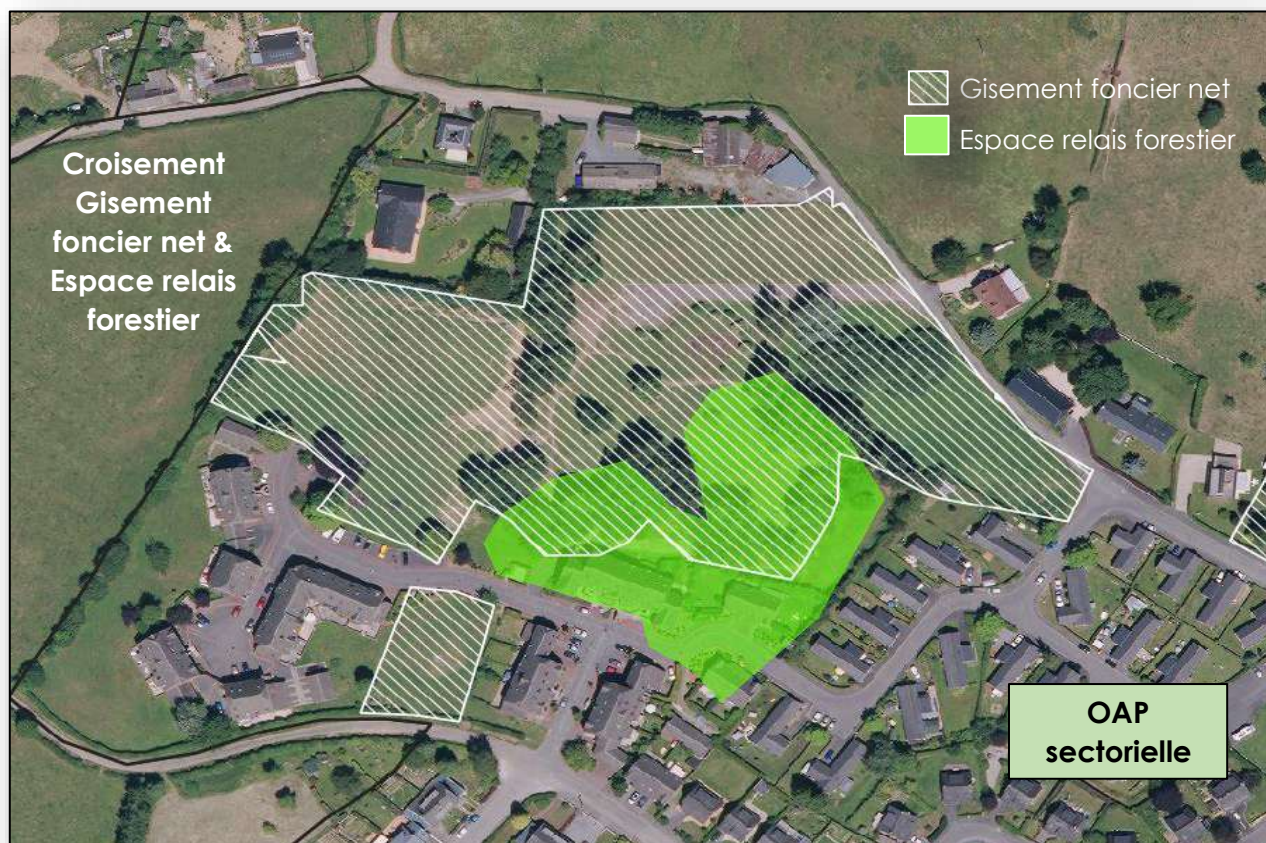 Croisement
Gisement
foncier net &
Espace relais
forestier
Gisement foncier net
Espace relais forestier
OAP
sectorielle